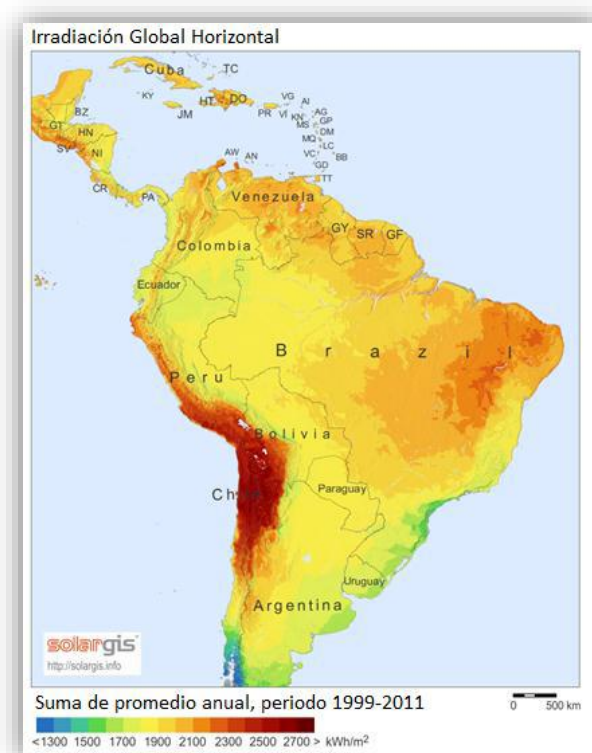 Irradiación Global Horizontal
Cuba
TC
KY
JM
HT
DO
PR
VG
VI
AI
KN
AG
MS
GP
DM
MQ
LC
VC
BB
GD
TT
AW
AN
BZ
GT
HN
SV
NI
CR
PA
Venezuela
GY
SR
GF
Colombia
Ecuador
Brazil
Peru
Bolivia
Paraguay
Uruguay
Argentina
solargis
http://solargis.info
0 500 km
Suma de promedio anual, periodo 1999-2011
<1300 1500 1700 1900 2100 2300 2500 2700 > kWh/m²